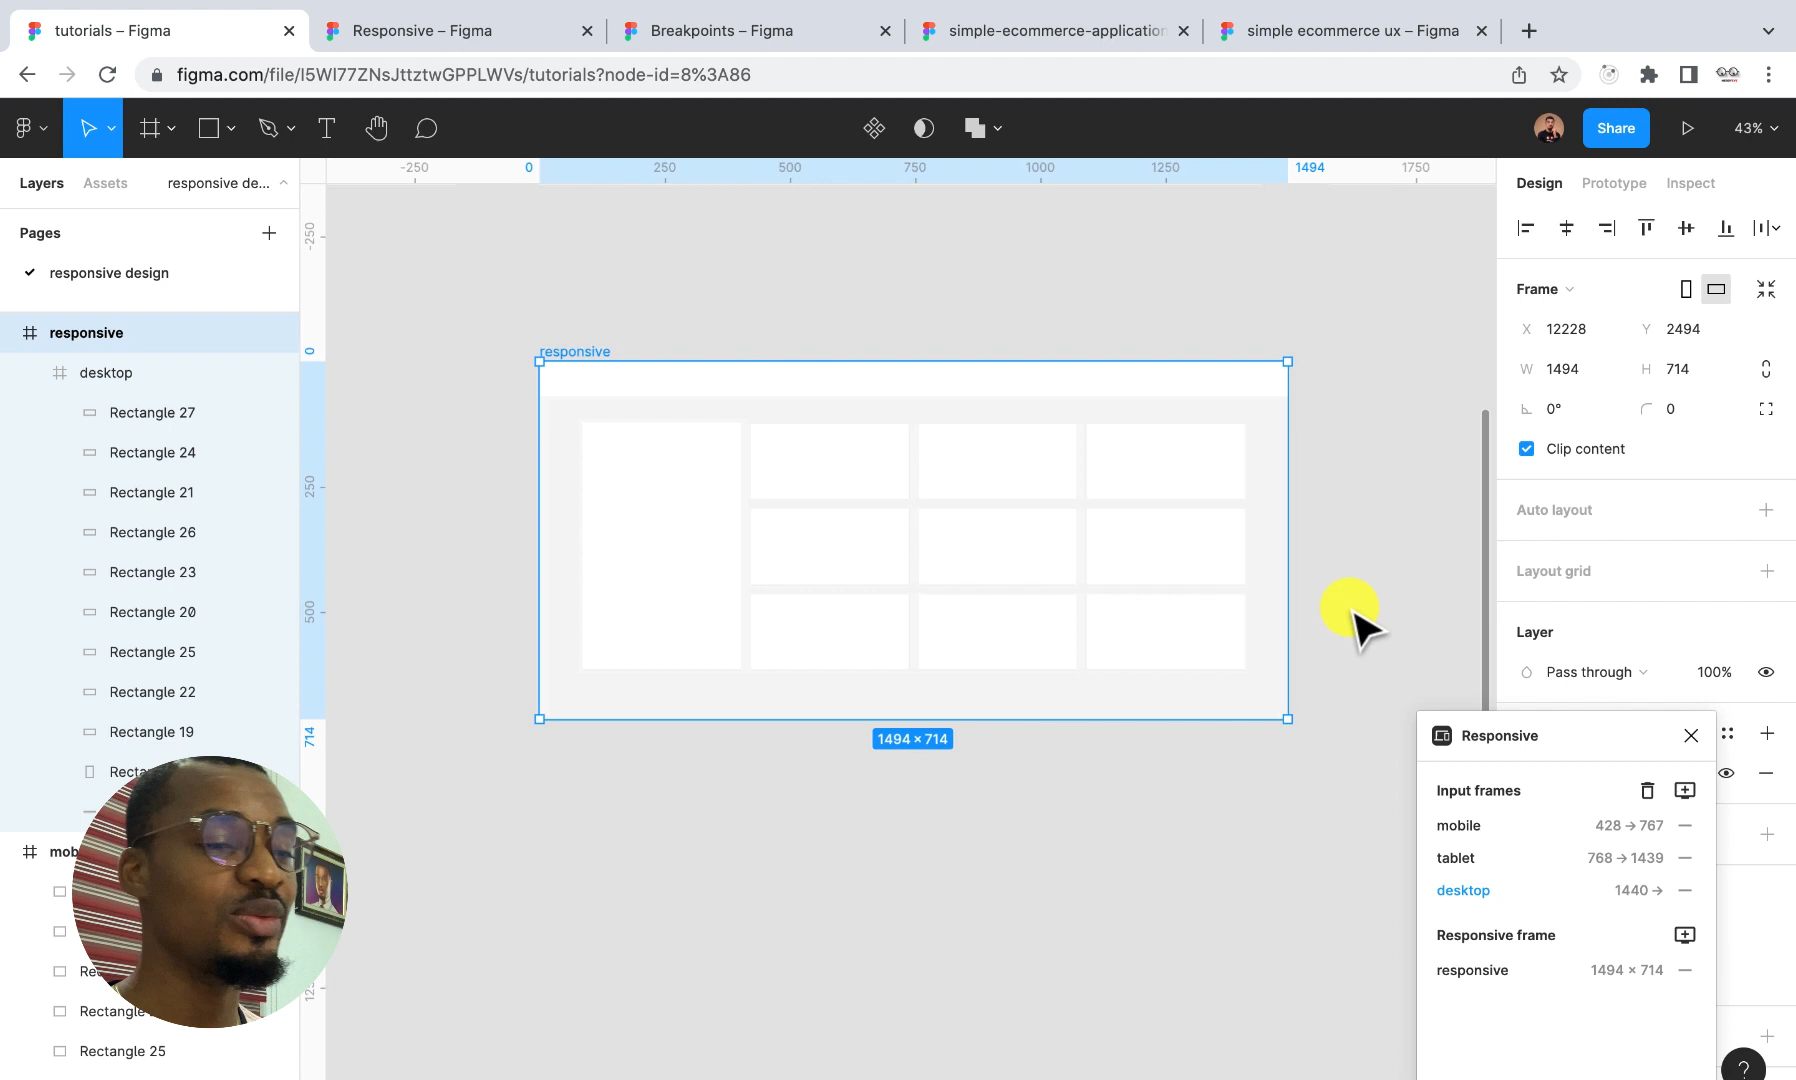 tutorials – Figma
Responsive – Figma
Breakpoints – Figma
simple-ecommerce-application
simple ecommerce ux – Figma
figma.com/file/I5WI77ZNsJttztwGPPLWVs/tutorials?node-id=8%3A86
Share
43%
Layers
Assets
responsive de...
Pages
responsive design
responsive
desktop
Rectangle 27
Rectangle 24
Rectangle 21
Rectangle 26
Rectangle 23
Rectangle 20
Rectangle 25
Rectangle 22
Rectangle 19
Recta
mob
Rec
Rectangle
Rectangle 25
-250
0
250
500
750
1000
1250
1494
1750
-250
0
250
500
714
125
responsive
1494 × 714
Design
Prototype
Inspect
Frame
X 12228
Y 2494
W 1494
H 714
0°
0
Clip content
Auto layout
Layout grid
Layer
Pass through
100%
Responsive
Input frames
mobile 428 → 767
tablet 768 → 1439
desktop 1440 →
Responsive frame
responsive 1494 × 714
?